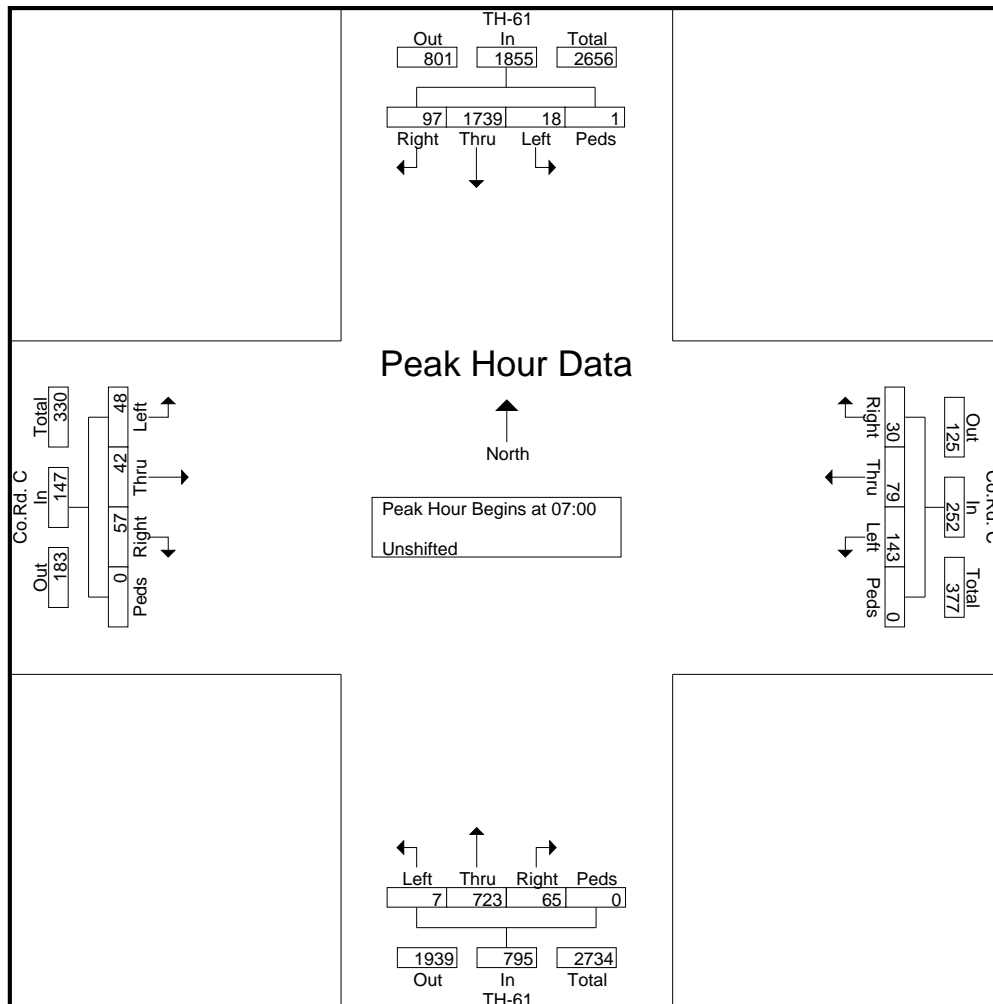 TH-61
Out In Total
801 1855 2656
97 1739 18 1
Right Thru Left Peds
Peak Hour Data
North
Peak Hour Begins at 07:00
Unshifted
Co.Rd. C
Total In Out
330 147 183
48 42 57 0
Left Thru Right Peds
Right Thru Left Peds
30 79 143 0
125 252 377
Out In Total
Co.Rd. C
Left Thru Right Peds
7 723 65 0
1939 795 2734
Out In Total
TH-61